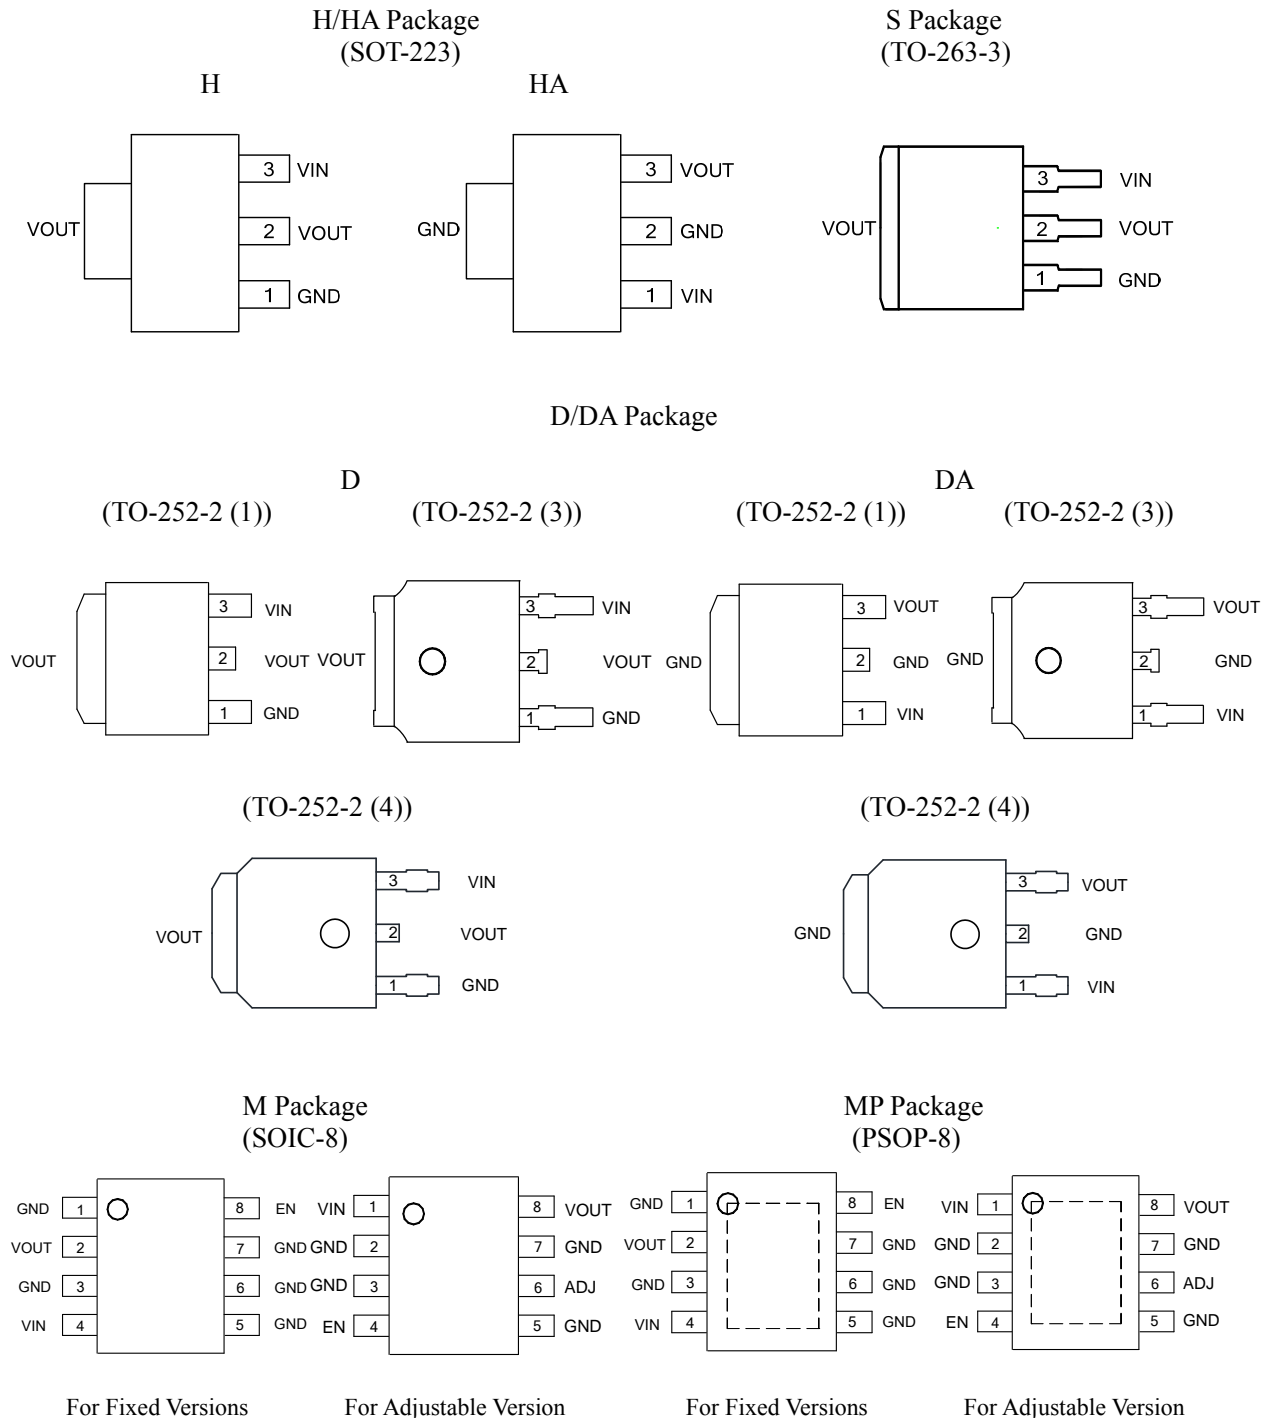 H/HA Package
(SOT-223)
S Package
(TO-263-3)
H
HA
3 VIN
VOUT
2 VOUT
1 GND
3 VOUT
GND
2 GND
1 VIN
3 VIN
VOUT
2 VOUT
1 GND
D/DA Package
D
DA
(TO-252-2 (1))
(TO-252-2 (3))
(TO-252-2 (1))
(TO-252-2 (3))
3 VIN
VOUT
2 VOUT
1 GND
3 VIN
VOUT
2 VOUT
1 GND
3 VOUT
GND
2 GND
1 VIN
3 VOUT
GND
2 GND
1 VIN
(TO-252-2 (4))
(TO-252-2 (4))
3 VIN
VOUT
2 VOUT
1 GND
3 VOUT
GND
2 GND
1 VIN
M Package
(SOIC-8)
MP Package
(PSOP-8)
GND 1 8 EN
VOUT 2 7 GND
GND 3 6 GND
VIN 4 5 GND
VIN 1 8 VOUT
GND 2 7 GND
GND 3 6 ADJ
EN 4 5 GND
GND 1 8 EN
VOUT 2 7 GND
GND 3 6 GND
VIN 4 5 GND
VIN 1 8 VOUT
GND 2 7 GND
GND 3 6 ADJ
EN 4 5 GND
For Fixed Versions
For Adjustable Version
For Fixed Versions
For Adjustable Version